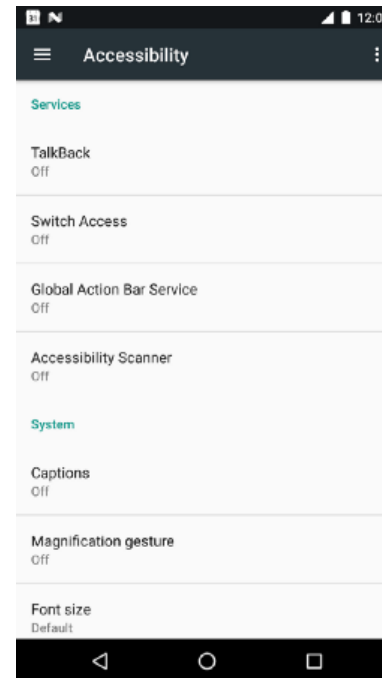 31 N 12:0
Accessibility
Services
TalkBack
Off
Switch Access
Off
Global Action Bar Service
Off
Accessibility Scanner
Off
System
Captions
Off
Magnification gesture
Off
Font size
Default